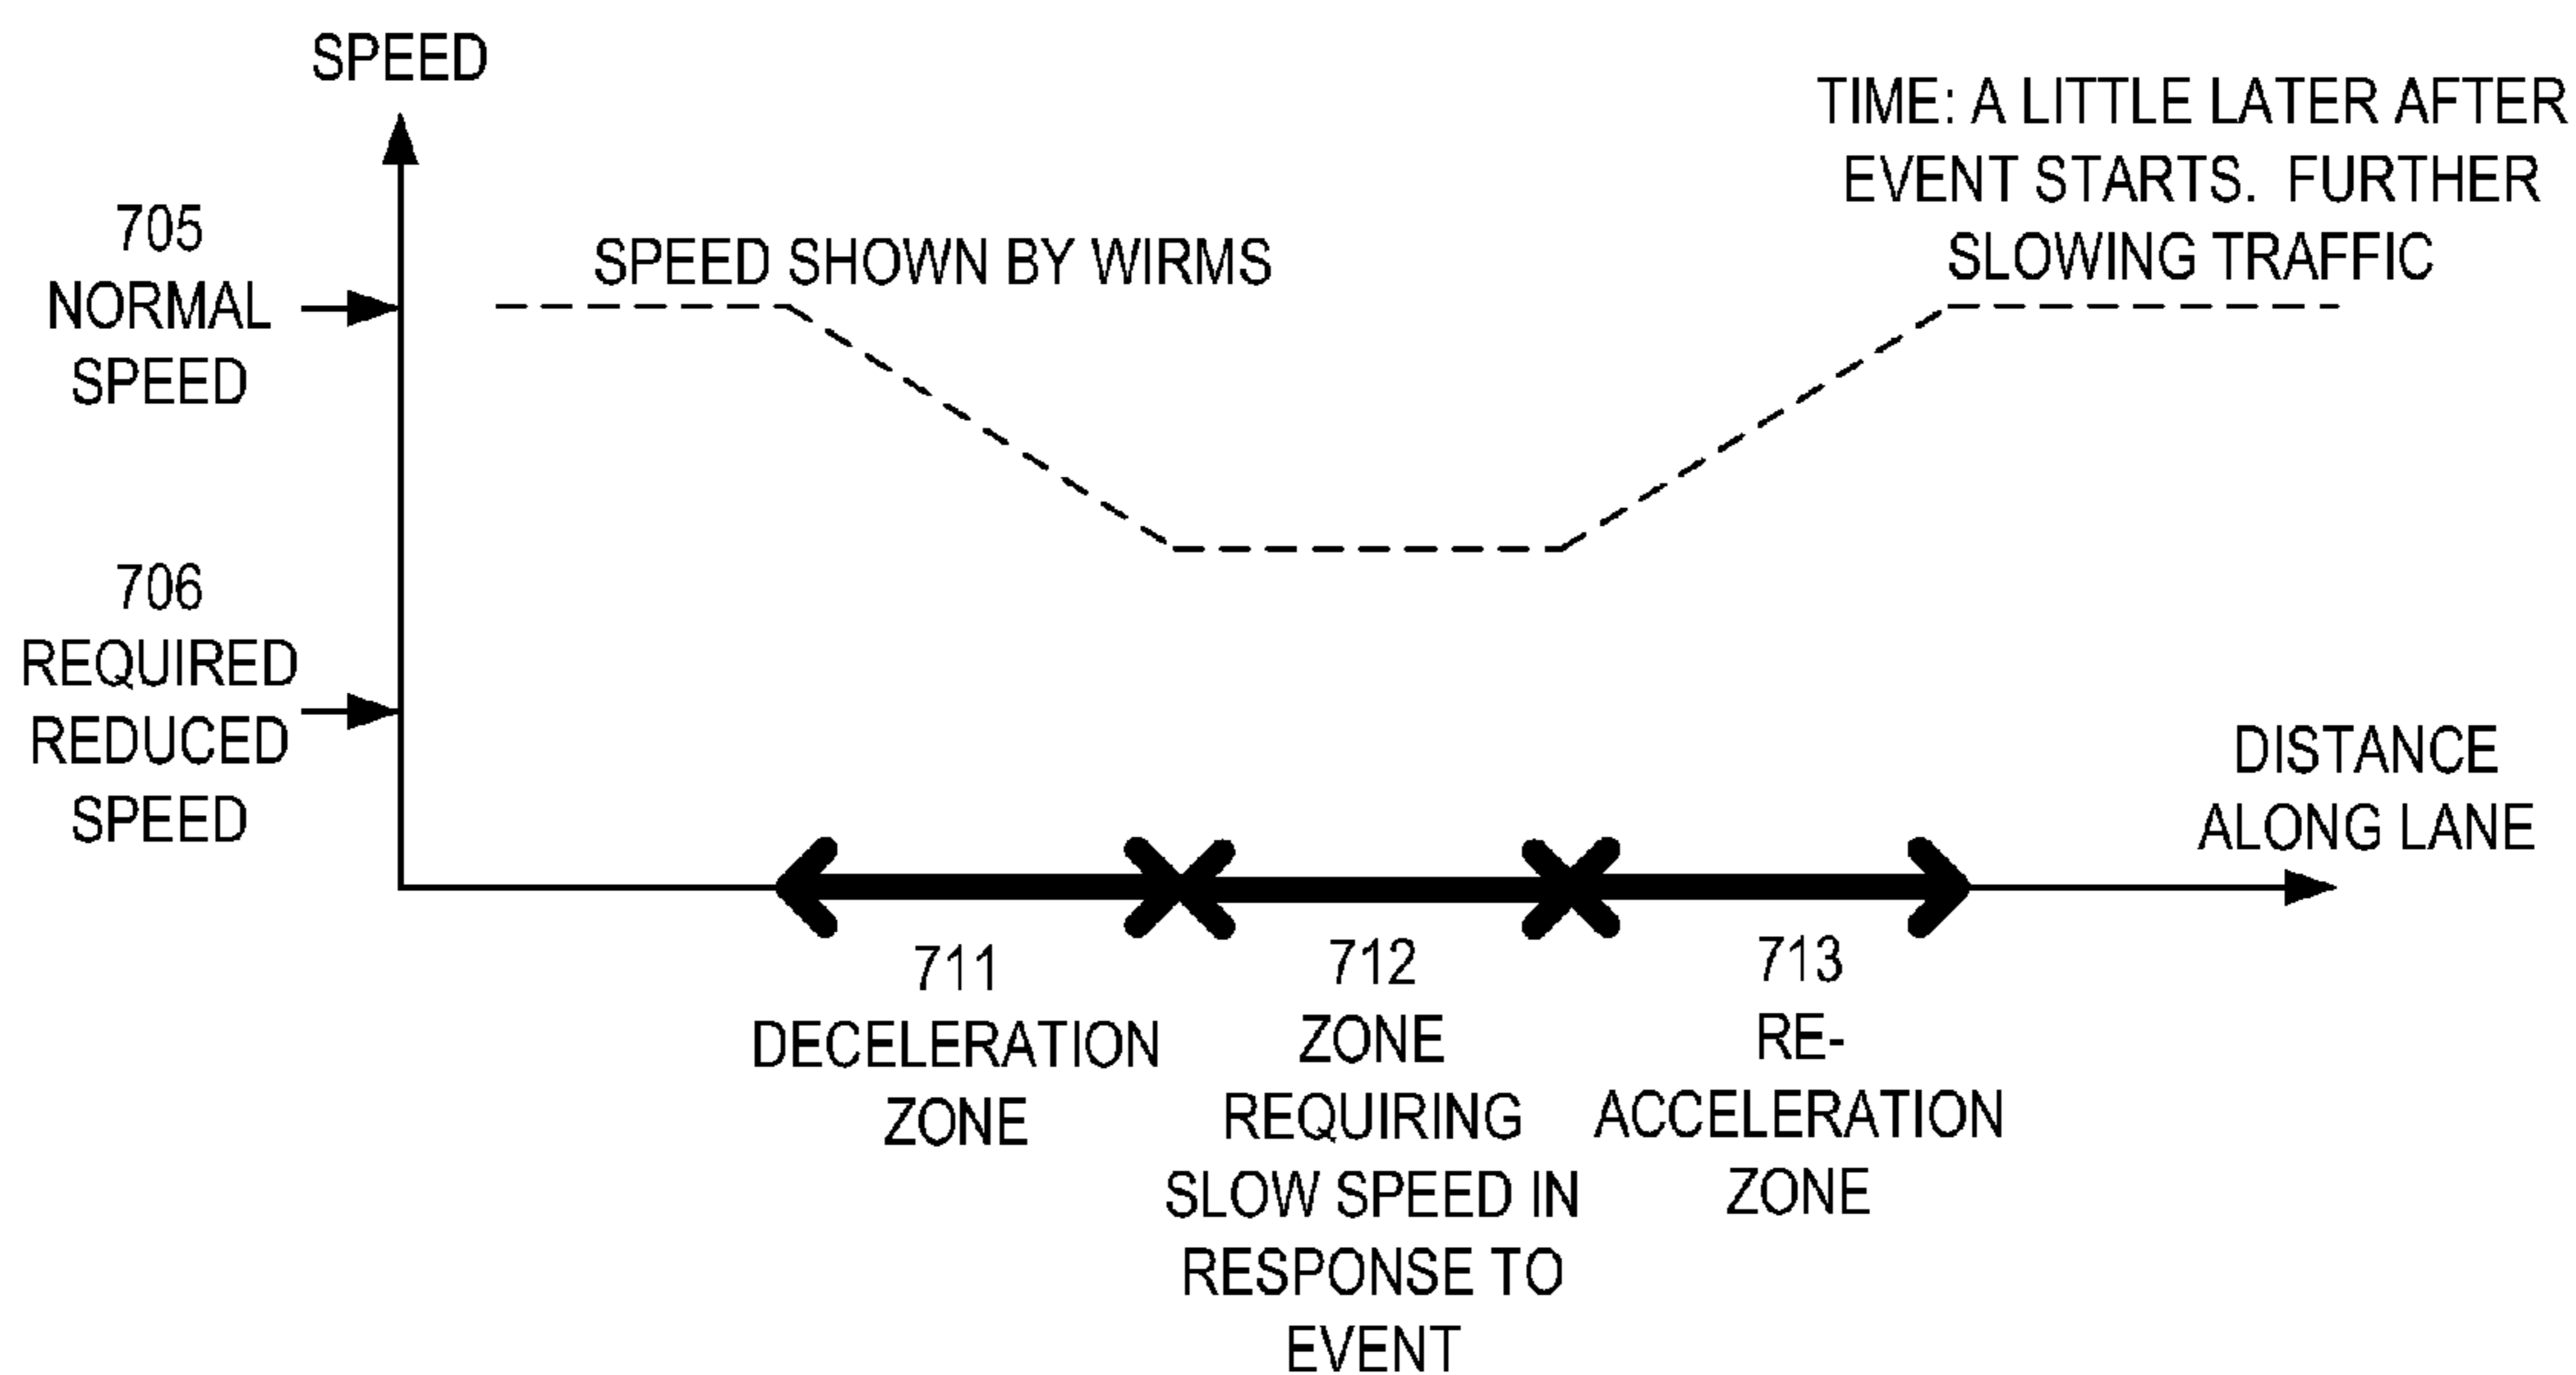 SPEED
TIME: A LITTLE LATER AFTER
EVENT STARTS.  FURTHER
SLOWING TRAFFIC
705
NORMAL
SPEED
SPEED SHOWN BY WIRMS
706
REQUIRED
REDUCED
SPEED
DISTANCE
ALONG LANE
711
DECELERATION
ZONE
712
ZONE
REQUIRING
SLOW SPEED IN
RESPONSE TO
EVENT
713
RE-
ACCELERATION
ZONE